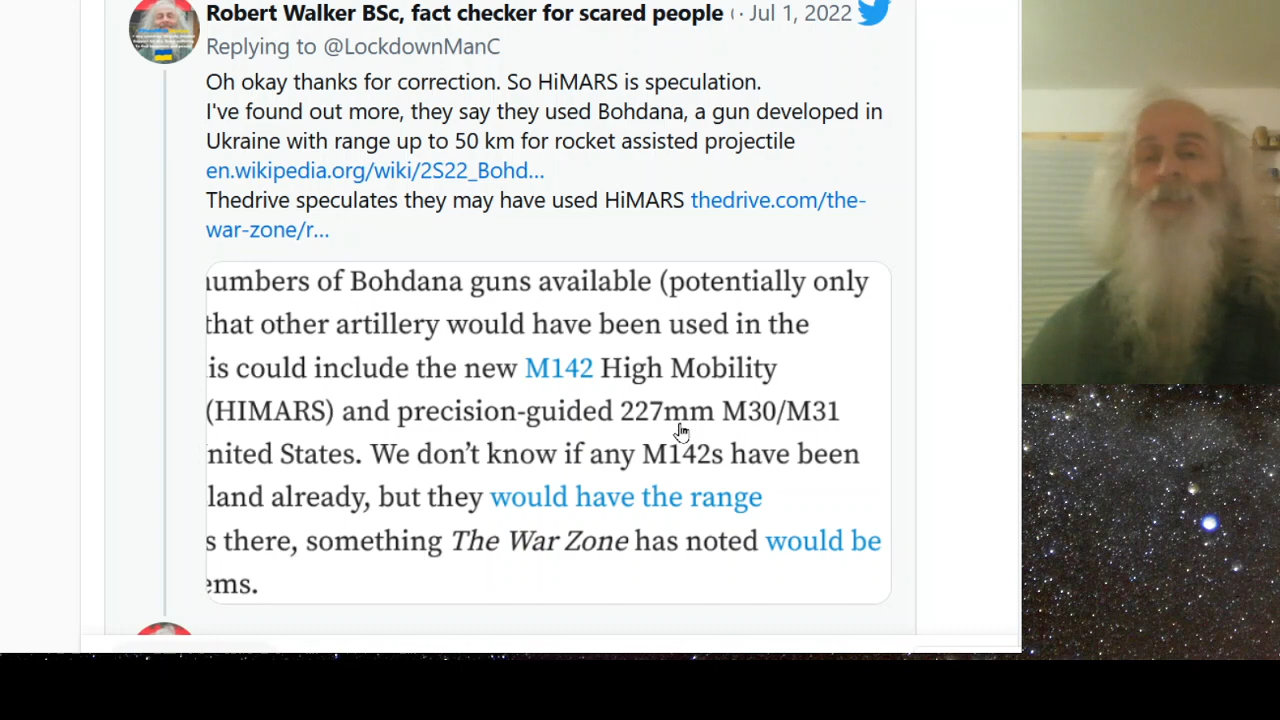 Robert Walker BSc, fact checker for scared people · Jul 1, 2022
Replying to @LockdownManC
Oh okay thanks for correction. So HiMARS is speculation.
I've found out more, they say they used Bohdana, a gun developed in
Ukraine with range up to 50 km for rocket assisted projectile
en.wikipedia.org/wiki/2S22_Bohd...
Thedrive speculates they may have used HiMARS thedrive.com/the-
war-zone/r...
numbers of Bohdana guns available (potentially only
that other artillery would have been used in the
is could include the new M142 High Mobility
(HIMARS) and precision-guided 227mm M30/M31
nited States. We don’t know if any M142s have been
land already, but they would have the range
s there, something The War Zone has noted would be
ems.